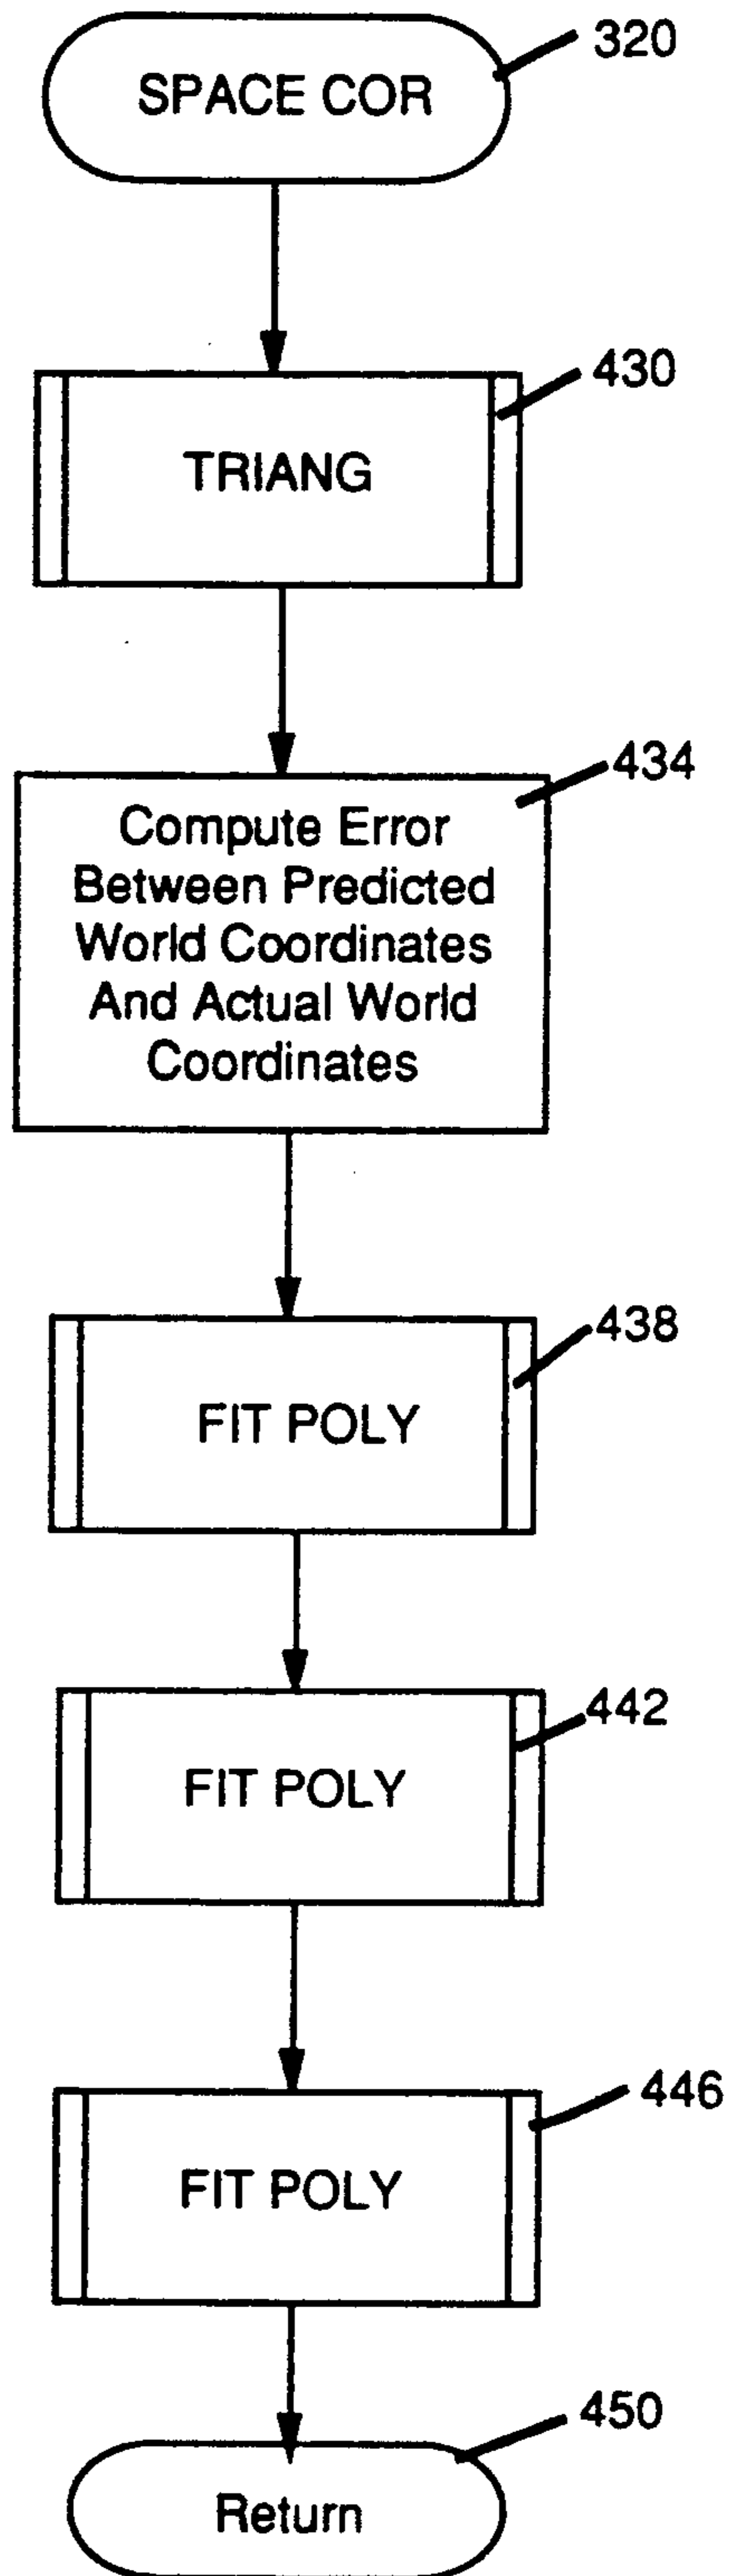 320
SPACE COR
430
TRIANG
434
Compute Error
Between Predicted
World Coordinates
And Actual World
Coordinates
438
FIT POLY
442
FIT POLY
446
FIT POLY
450
Return